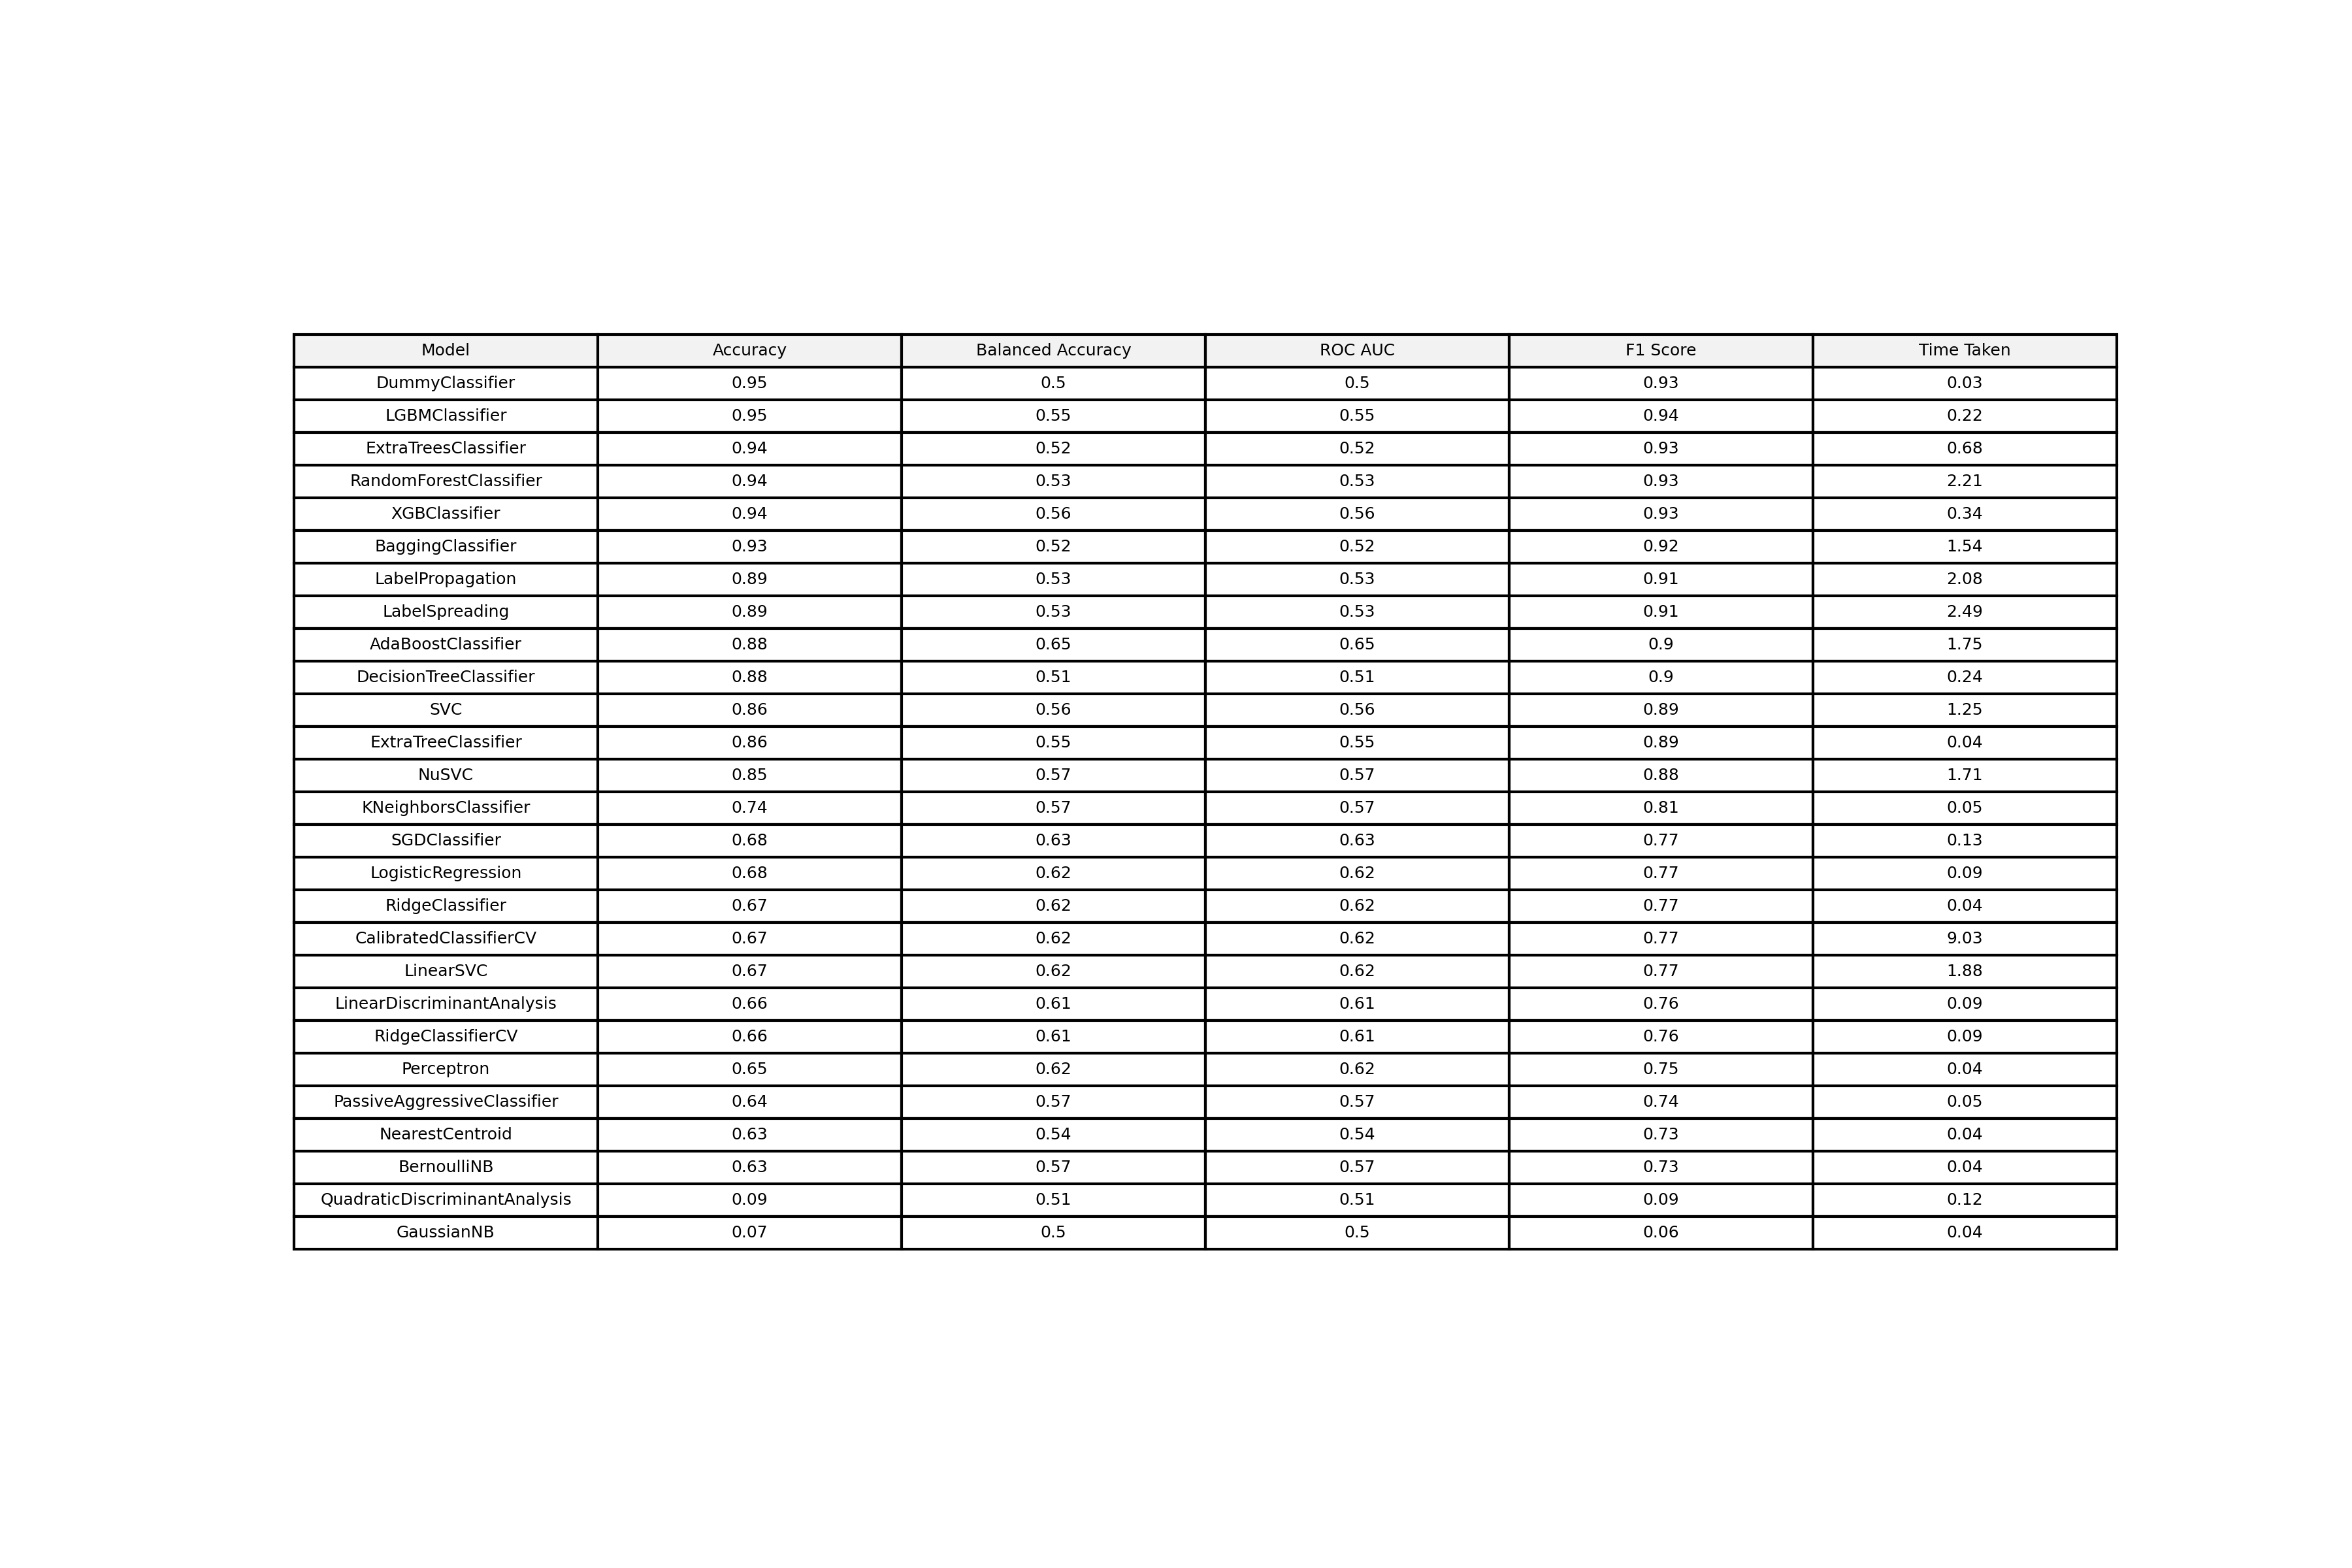 Model Accuracy Balanced Accuracy ROC AUC F1 Score Time Taken
DummyClassifier 0.95 0.5 0.5 0.93 0.03
LGBMClassifier 0.95 0.55 0.55 0.94 0.22
ExtraTreesClassifier 0.94 0.52 0.52 0.93 0.68
RandomForestClassifier 0.94 0.53 0.53 0.93 2.21
XGBClassifier 0.94 0.56 0.56 0.93 0.34
BaggingClassifier 0.93 0.52 0.52 0.92 1.54
LabelPropagation 0.89 0.53 0.53 0.91 2.08
LabelSpreading 0.89 0.53 0.53 0.91 2.49
AdaBoostClassifier 0.88 0.65 0.65 0.9 1.75
DecisionTreeClassifier 0.88 0.51 0.51 0.9 0.24
SVC 0.86 0.56 0.56 0.89 1.25
ExtraTreeClassifier 0.86 0.55 0.55 0.89 0.04
NuSVC 0.85 0.57 0.57 0.88 1.71
KNeighborsClassifier 0.74 0.57 0.57 0.81 0.05
SGDClassifier 0.68 0.63 0.63 0.77 0.13
LogisticRegression 0.68 0.62 0.62 0.77 0.09
RidgeClassifier 0.67 0.62 0.62 0.77 0.04
CalibratedClassifierCV 0.67 0.62 0.62 0.77 9.03
LinearSVC 0.67 0.62 0.62 0.77 1.88
LinearDiscriminantAnalysis 0.66 0.61 0.61 0.76 0.09
RidgeClassifierCV 0.66 0.61 0.61 0.76 0.09
Perceptron 0.65 0.62 0.62 0.75 0.04
PassiveAggressiveClassifier 0.64 0.57 0.57 0.74 0.05
NearestCentroid 0.63 0.54 0.54 0.73 0.04
BernoulliNB 0.63 0.57 0.57 0.73 0.04
QuadraticDiscriminantAnalysis 0.09 0.51 0.51 0.09 0.12
GaussianNB 0.07 0.5 0.5 0.06 0.04